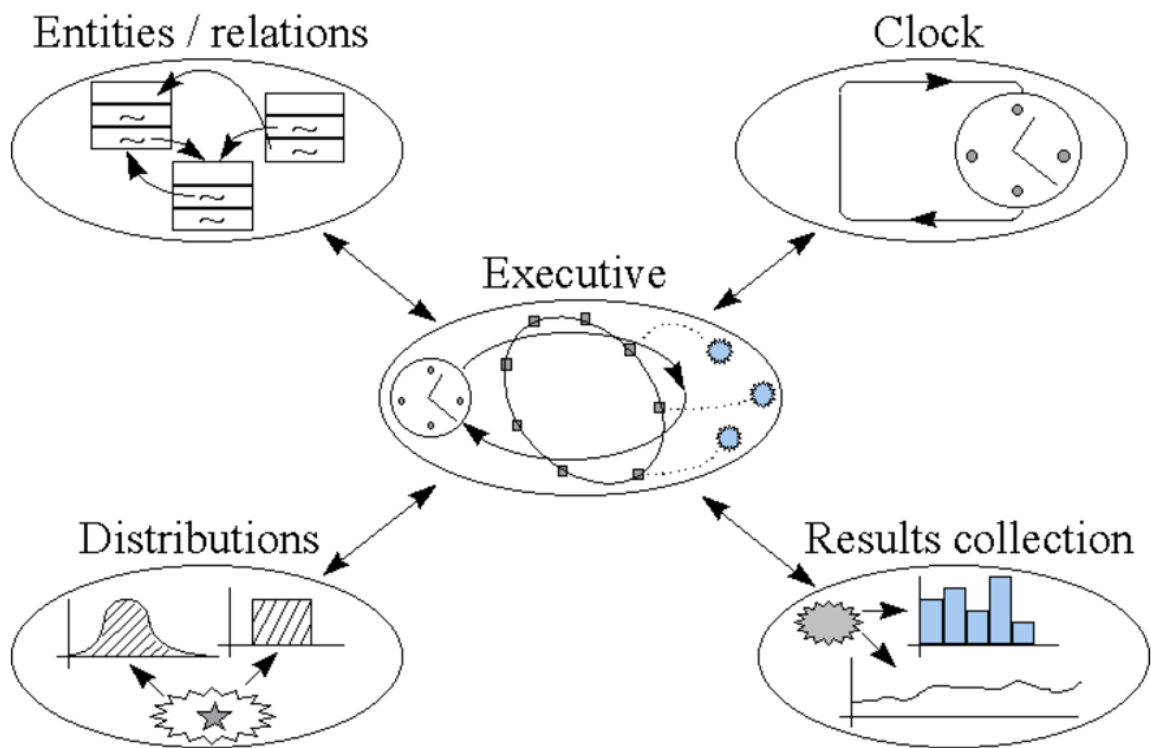 Entities / relations
Clock
Executive
Distributions
Results collection